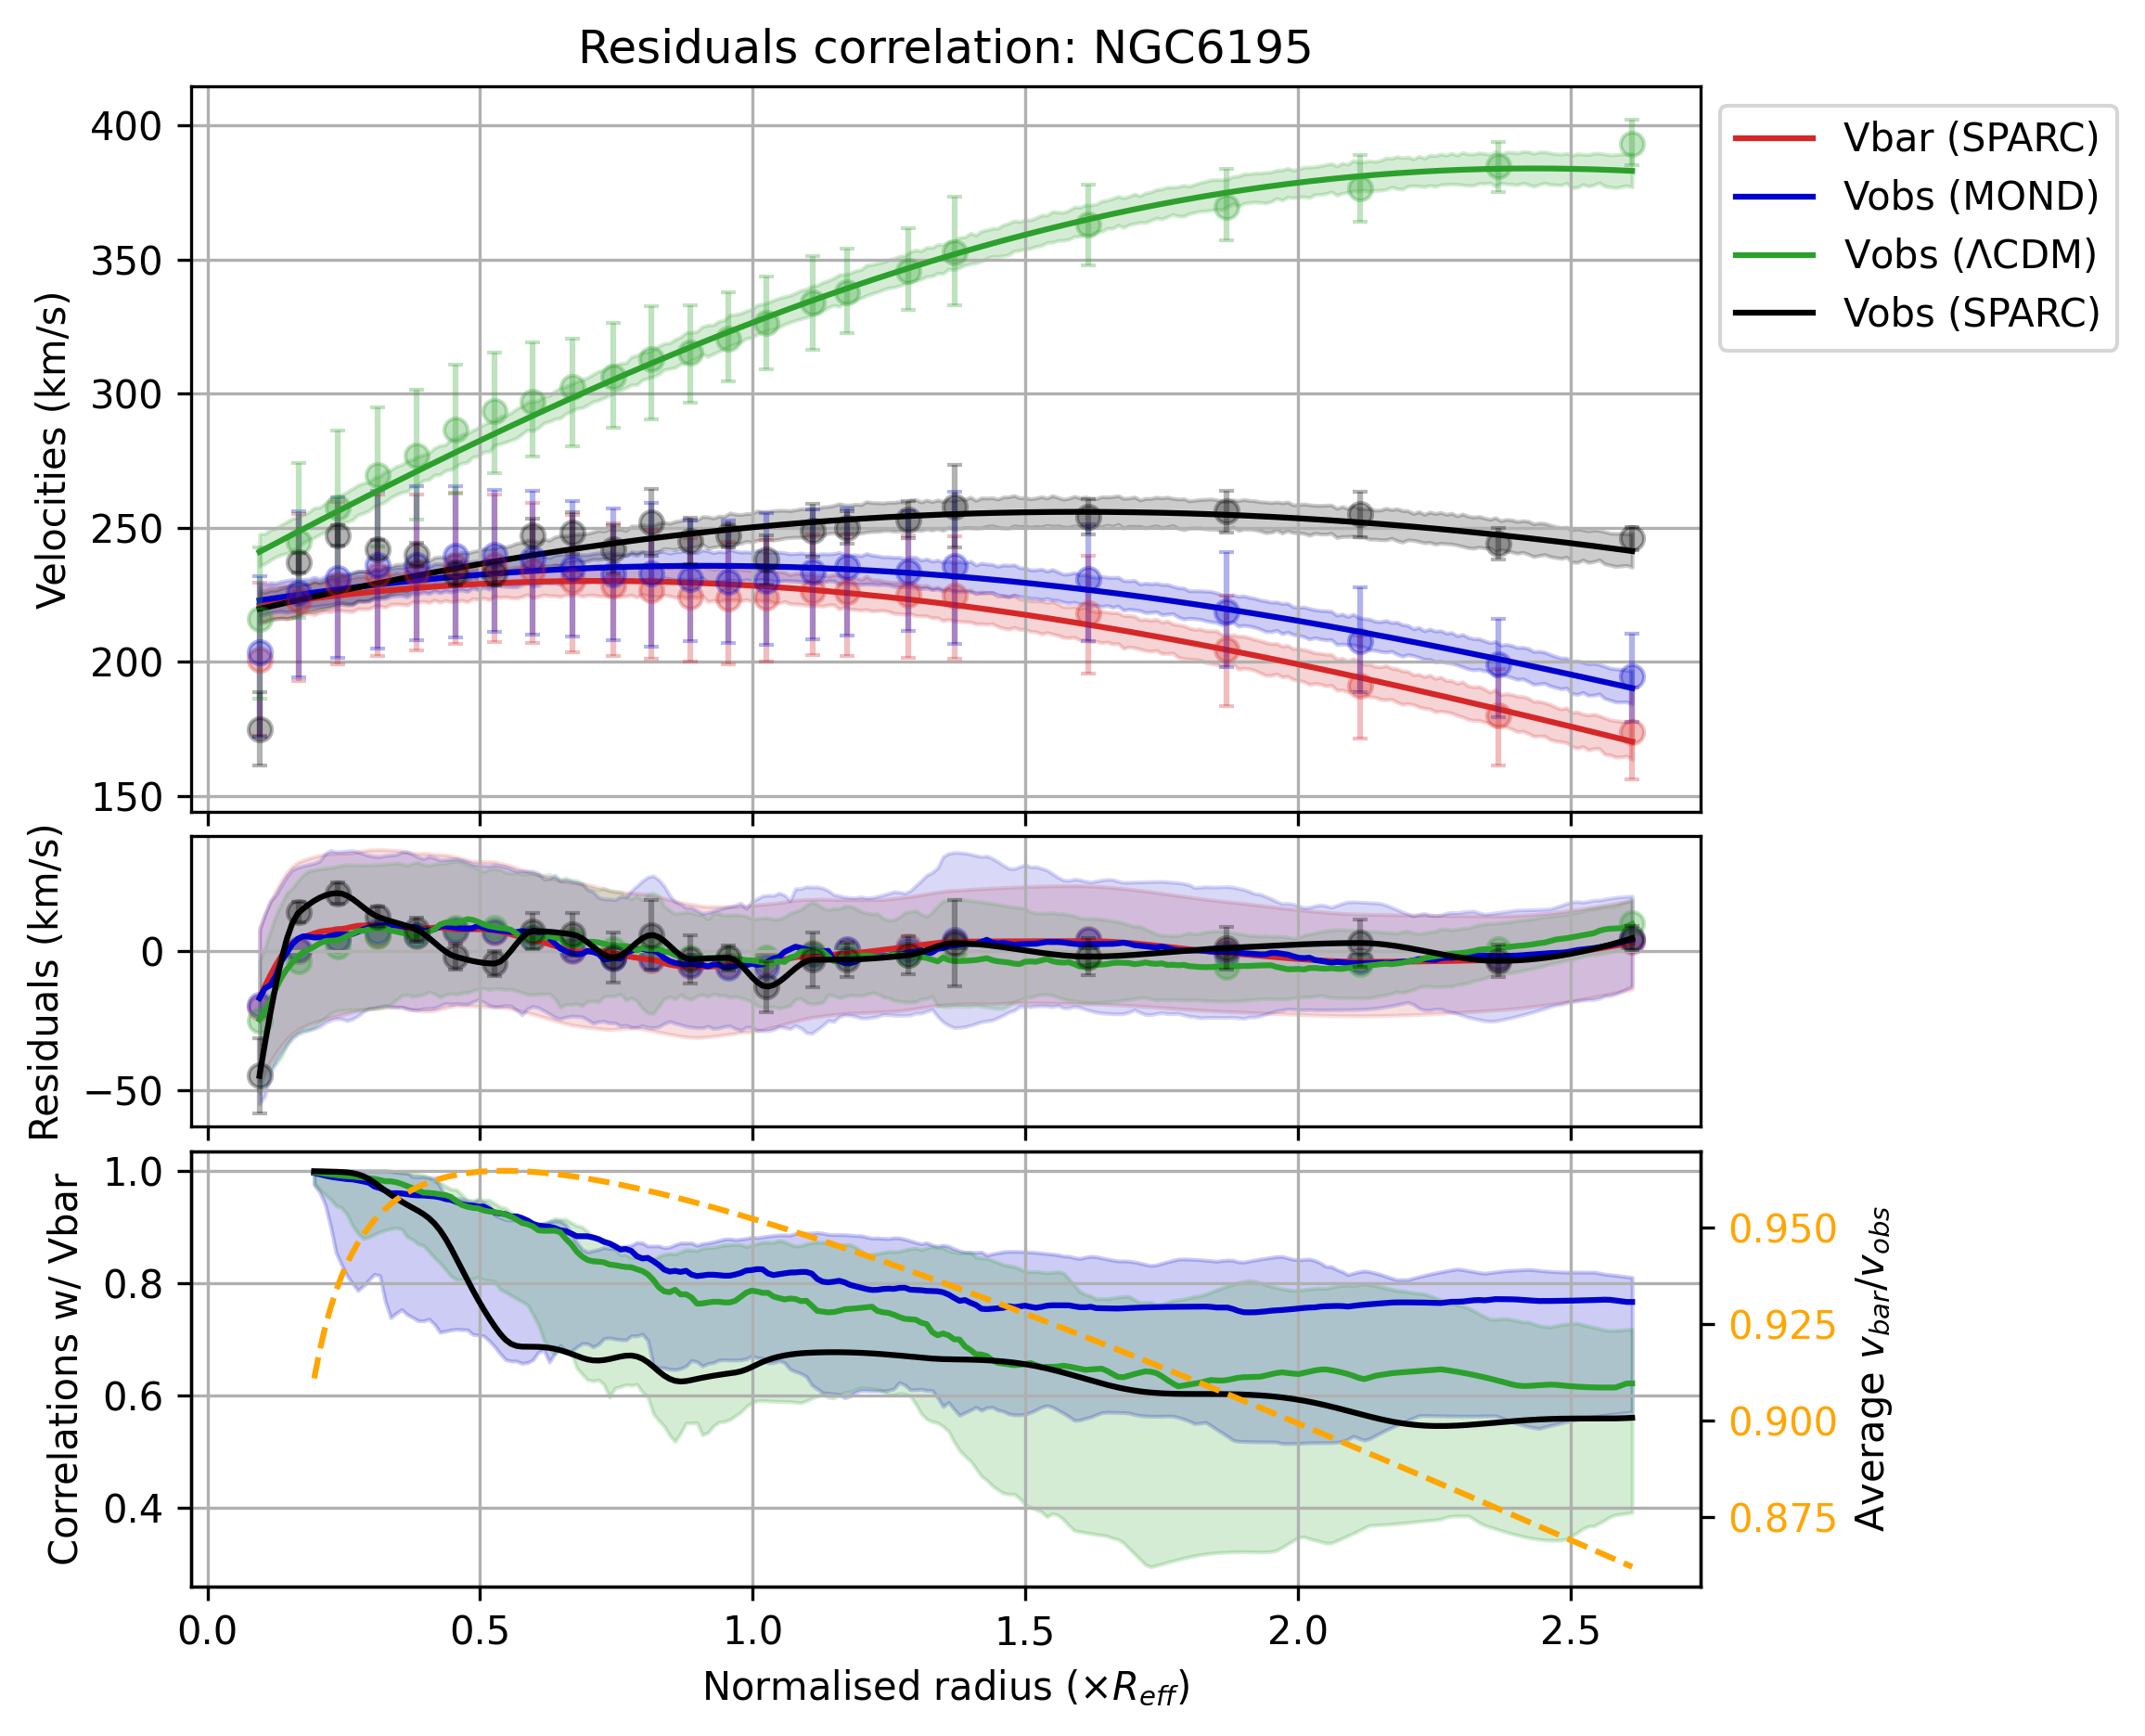 Residuals correlation: NGC6195
Velocities (km/s)
400
350
300
250
200
150
Vbar (SPARC)
Vobs (MOND)
Vobs (ΛCDM)
Vobs (SPARC)
Residuals (km/s)
0
−50
Correlations w/ Vbar
1.0
0.8
0.6
0.4
0.950
0.925
0.900
0.875
Average v_bar/v_obs
0.0 0.5 1.0 1.5 2.0 2.5
Normalised radius (×R_eff)